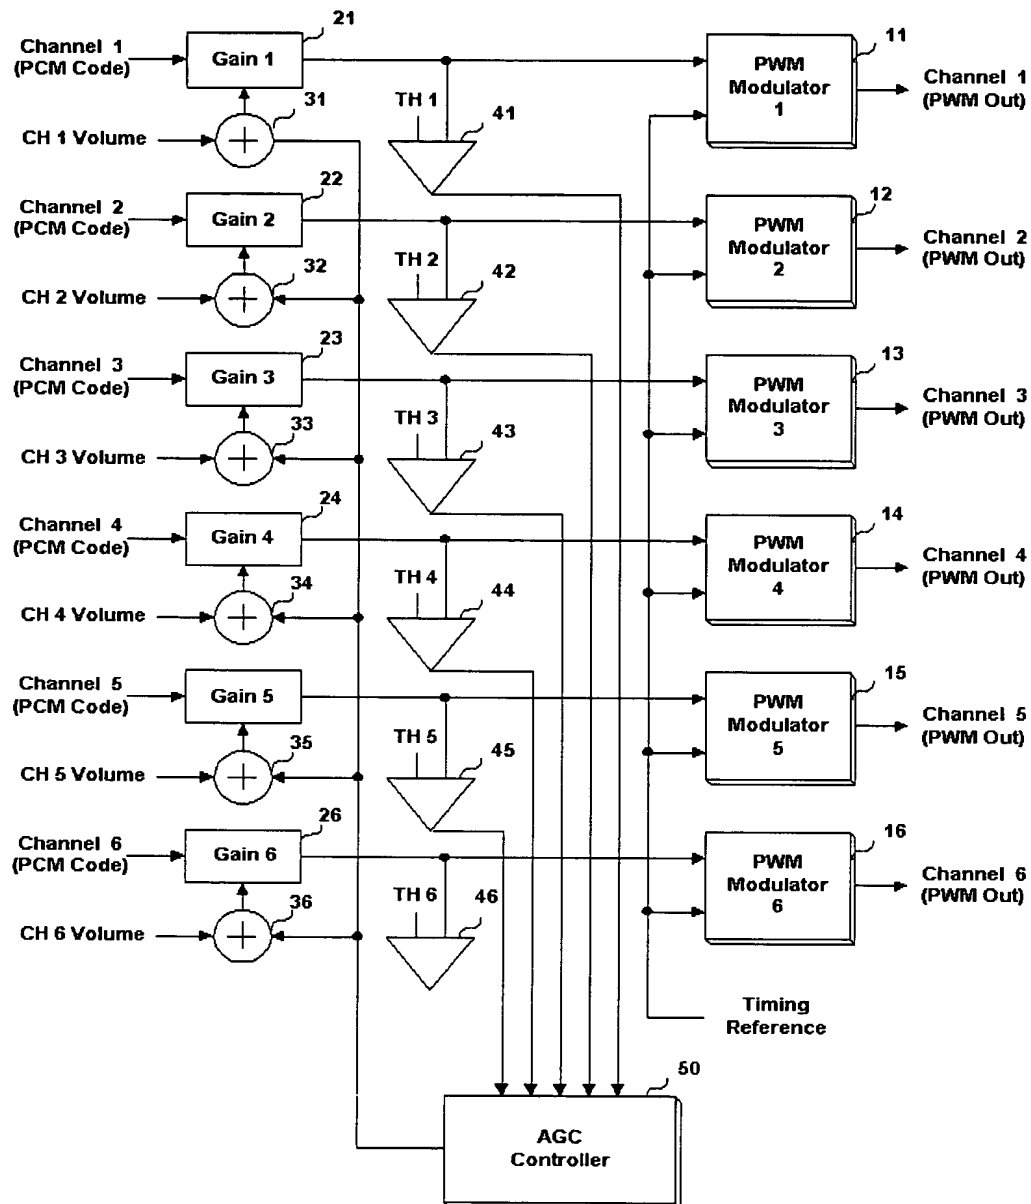 21
11
Channel 1
(PCM Code)
Gain 1
PWM
Modulator
1
Channel 1
(PWM Out)
31
TH 1
41
CH 1 Volume
22
12
Channel 2
(PCM Code)
Gain 2
PWM
Modulator
2
Channel 2
(PWM Out)
32
TH 2
42
CH 2 Volume
23
13
Channel 3
(PCM Code)
Gain 3
PWM
Modulator
3
Channel 3
(PWM Out)
33
TH 3
43
CH 3 Volume
24
14
Channel 4
(PCM Code)
Gain 4
PWM
Modulator
4
Channel 4
(PWM Out)
34
TH 4
44
CH 4 Volume
15
Channel 5
(PCM Code)
Gain 5
PWM
Modulator
5
Channel 5
(PWM Out)
35
TH 5
45
CH 5 Volume
26
16
Channel 6
(PCM Code)
Gain 6
PWM
Modulator
6
Channel 6
(PWM Out)
36
TH 6
46
CH 6 Volume
Timing
Reference
50
AGC
Controller